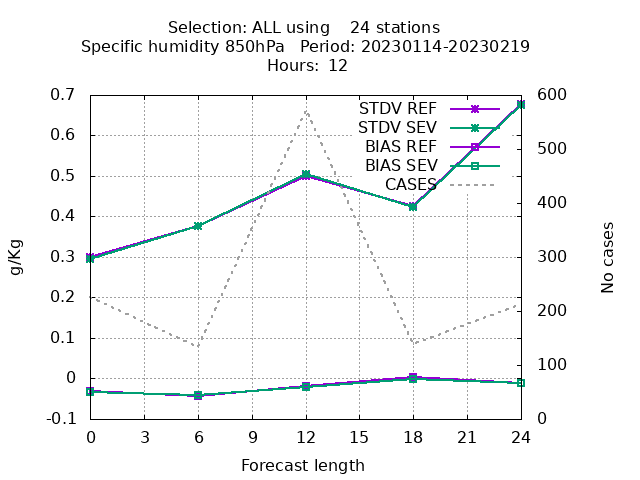 Selection: ALL using    24 stations
Specific humidity 850hPa   Period: 20230114-20230219
Hours: 12
0.7
0.6
0.5
0.4
0.3
0.2
0.1
0
-0.1
g/Kg
STDV REF
STDV SEV
BIAS REF
BIAS SEV
CASES
600
500
400
300
200
100
0
No cases
0 3 6 9 12 15 18 21 24
Forecast length